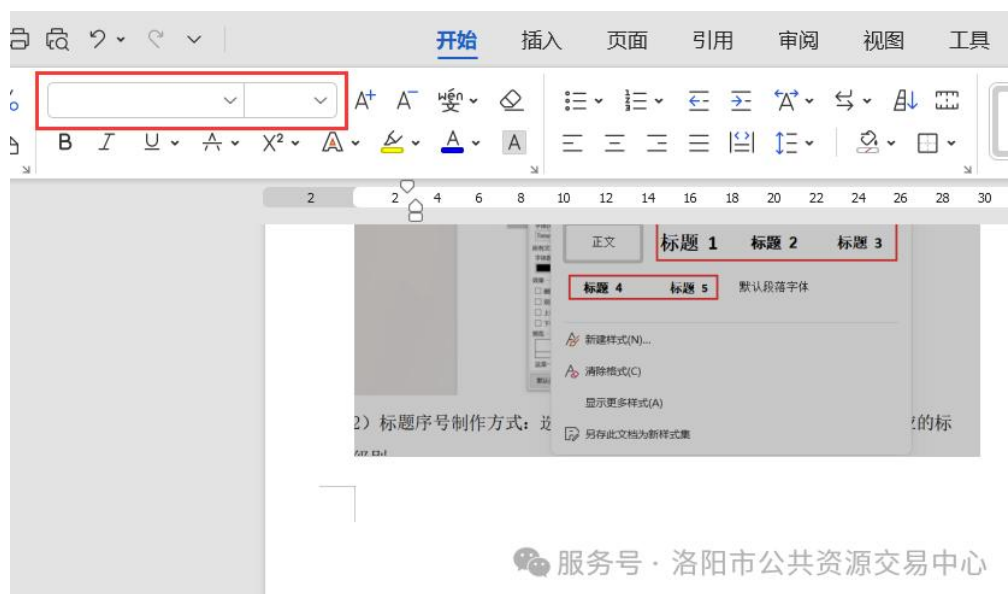 开始 插入 页面 引用 审阅 视图 工具
A+ A- wén 变
B I U A X² A A A
2 2 4 6 8 10 12 14 16 18 20 22 24 26 28 30
正文 标题 1 标题 2 标题 3
标题 4 标题 5 默认段落字体
新建样式(N)...
清除格式(C)
显示更多样式(A)
2）标题序号制作方式：
的标
另存此文档为新样式集
服务号 · 洛阳市公共资源交易中心